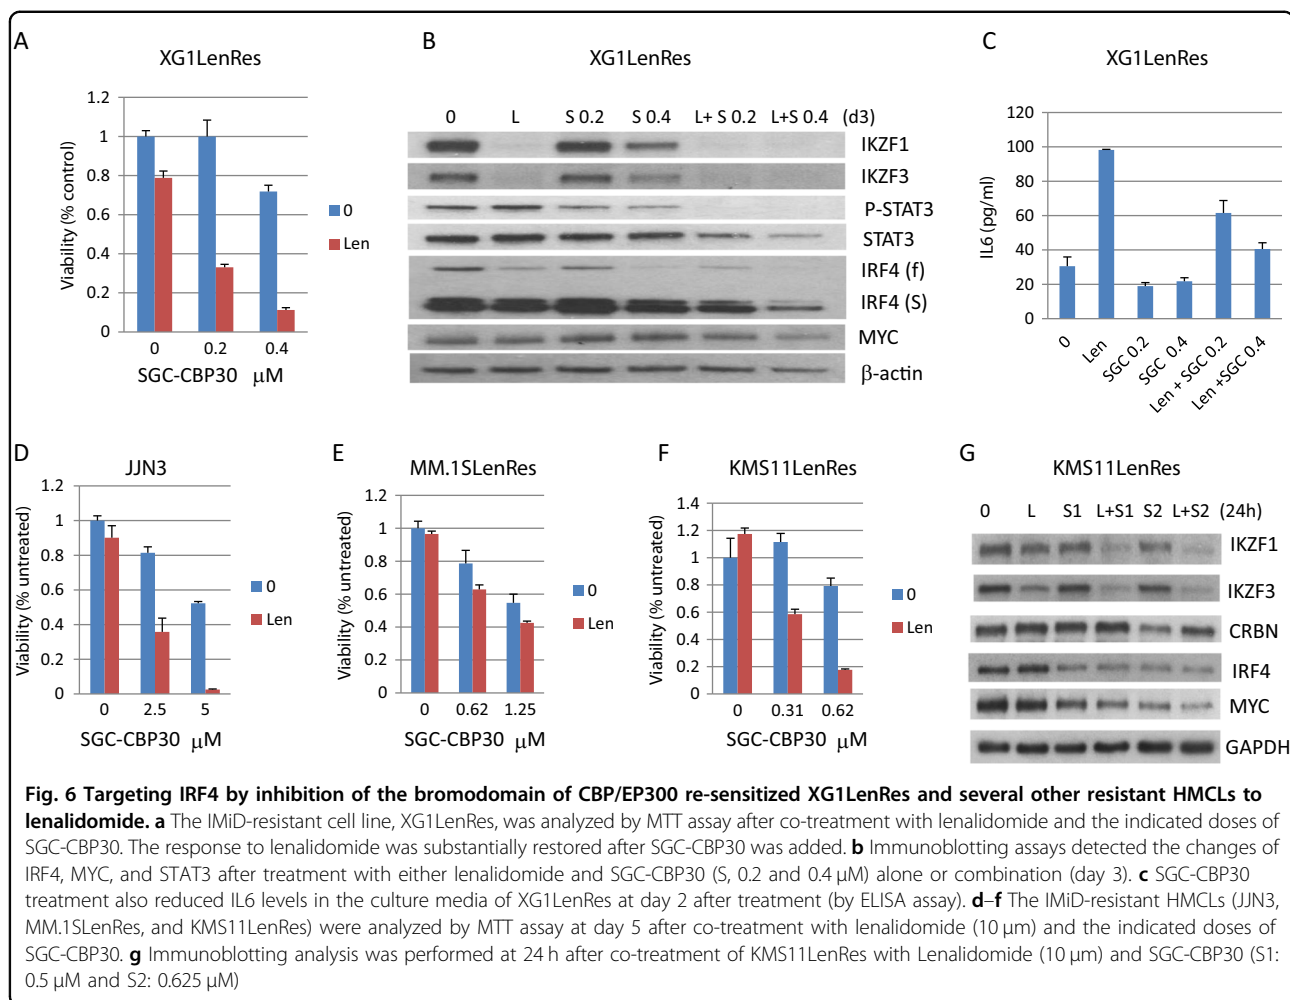 A
XG1LenRes
Viability (% control)
1.2
1
0.8
0.6
0.4
0.2
0
0 0.2 0.4
SGC-CBP30 μM
0
Len
B
XG1LenRes
0 L S 0.2 S 0.4 L+ S 0.2 L+S 0.4 (d3)
IKZF1
IKZF3
P-STAT3
STAT3
IRF4 (f)
IRF4 (S)
MYC
β-actin
C
XG1LenRes
IL6 (pg/ml)
120
100
80
60
40
20
0
0 Len SGC 0.2 SGC 0.4 Len + SGC 0.2 Len +SGC 0.4
D
JJN3
Viability (% untreated)
1.2
1
0.8
0.6
0.4
0.2
0
0 2.5 5
SGC-CBP30 μM
0
Len
E
MM.1SLenRes
Viability (% untreated)
1.2
1
0.8
0.6
0.4
0.2
0
0 0.62 1.25
SGC-CBP30 μM
0
Len
F
KMS11LenRes
Viability (% untreated)
1.4
1.2
1
0.8
0.6
0.4
0.2
0
0 0.31 0.62
SGC-CBP30 μM
0
Len
G
KMS11LenRes
0 L S1 L+S1 S2 L+S2 (24h)
IKZF1
IKZF3
CRBN
IRF4
MYC
GAPDH
Fig. 6 Targeting IRF4 by inhibition of the bromodomain of CBP/EP300 re-sensitized XG1LenRes and several other resistant HMCLs to
lenalidomide. a The IMiD-resistant cell line, XG1LenRes, was analyzed by MTT assay after co-treatment with lenalidomide and the indicated doses of
SGC-CBP30. The response to lenalidomide was substantially restored after SGC-CBP30 was added. b Immunoblotting assays detected the changes of
IRF4, MYC, and STAT3 after treatment with either lenalidomide and SGC-CBP30 (S, 0.2 and 0.4 μM) alone or combination (day 3). c SGC-CBP30
treatment also reduced IL6 levels in the culture media of XG1LenRes at day 2 after treatment (by ELISA assay). d–f The IMiD-resistant HMCLs (JJN3,
MM.1SLenRes, and KMS11LenRes) were analyzed by MTT assay at day 5 after co-treatment with lenalidomide (10 μm) and the indicated doses of
SGC-CBP30. g Immunoblotting analysis was performed at 24 h after co-treatment of KMS11LenRes with Lenalidomide (10 μm) and SGC-CBP30 (S1:
0.5 μM and S2: 0.625 μM)